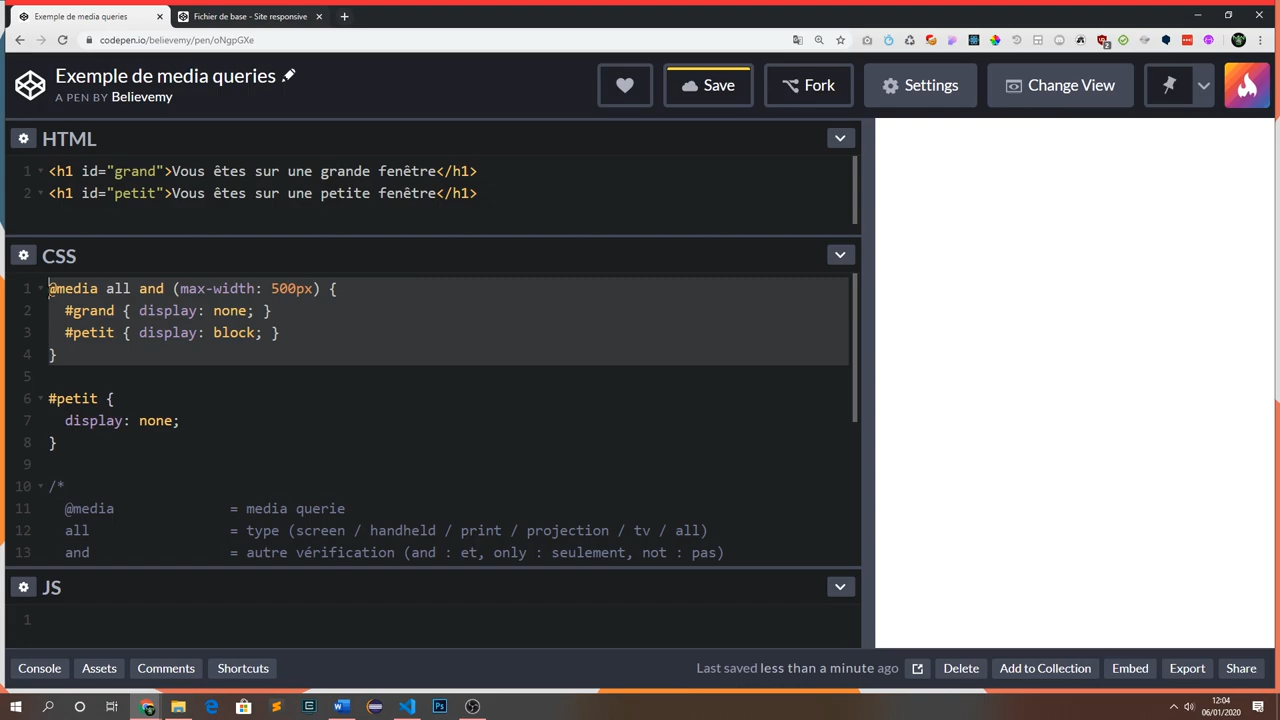 Exemple de media queries
Fichier de base - Site responsive
codepen.io/believemy/pen/oNgpGXe
2
Exemple de media queries
A PEN BY Believemy
Save
Fork
Settings
Change View
HTML
1 <h1 id="grand">Vous êtes sur une grande fenêtre</h1>
2 <h1 id="petit">Vous êtes sur une petite fenêtre</h1>
CSS
1 @media all and (max-width: 500px) {
2 #grand { display: none; }
3 #petit { display: block; }
4 }
5
6 #petit {
7 display: none;
8 }
9
10 /*
11 @media = media querie
12 all = type (screen / handheld / print / projection / tv / all)
13 and = autre vérification (and : et, only : seulement, not : pas)
JS
1
Console
Assets
Comments
Shortcuts
Last saved less than a minute ago
Delete
Add to Collection
Embed
Export
Share
12:04
06/01/2020